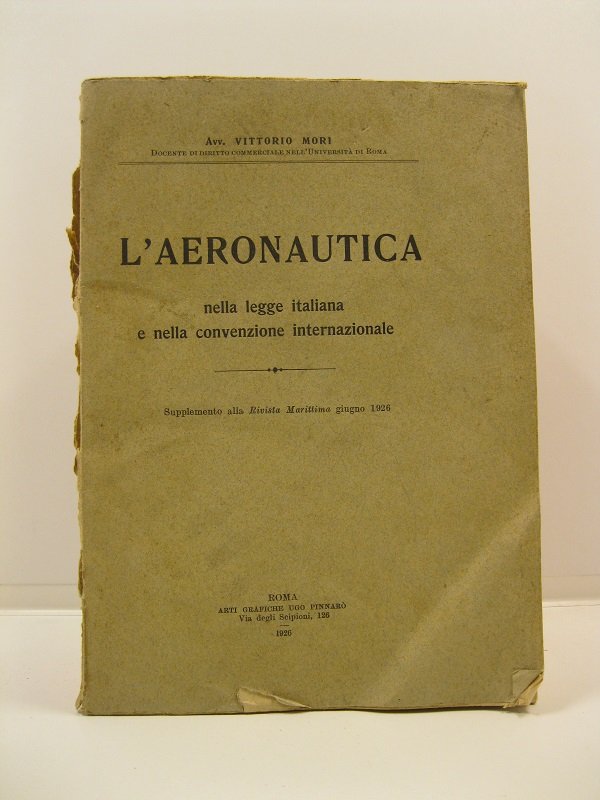 Avv. VITTORIO MORI
Docente di diritto commerciale nell'Università di Roma
L'AERONAUTICA
nella legge italiana
e nella convenzione internazionale
Supplemento alla Rivista Marittima giugno 1926
ROMA
ARTI GRAFICHE UGO PINNARÒ
Via degli Scipioni, 126
1926